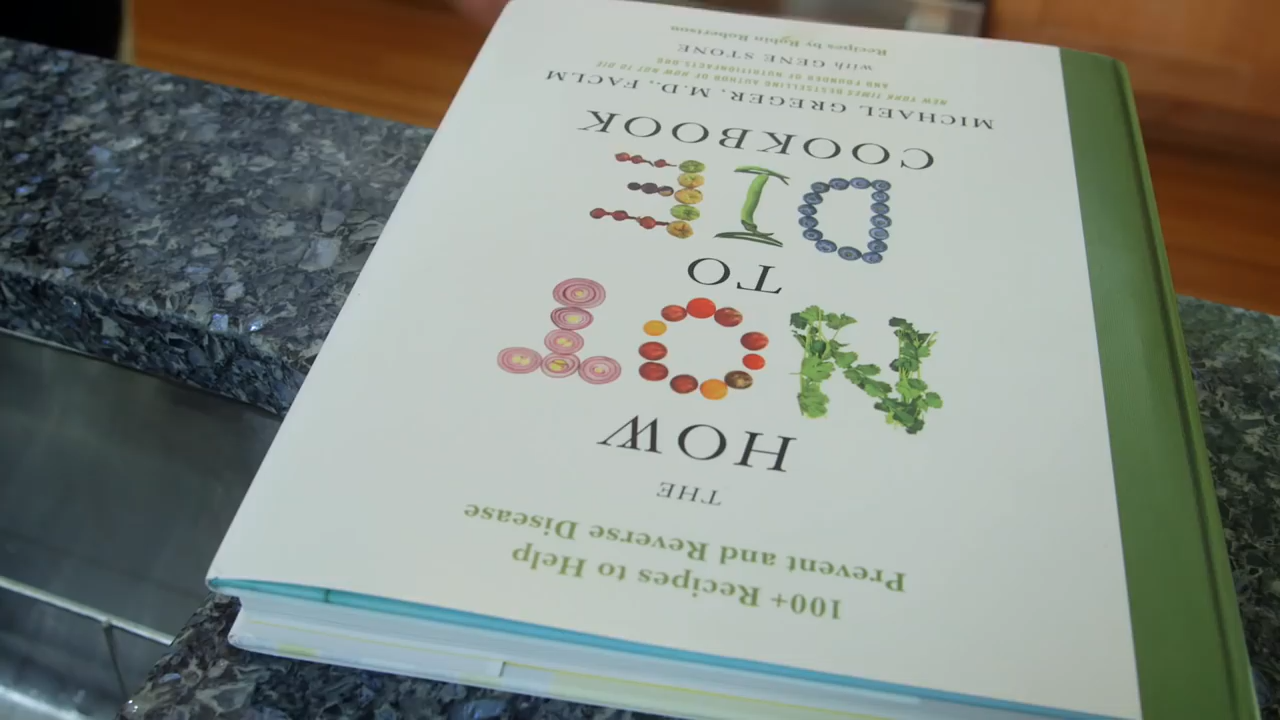 100+ Recipes to Help
Prevent and Reverse Disease
THE
HOW
NOT
TO
DIE
COOKBOOK
MICHAEL GREGER, M.D., FACLM
NEW YORK TIMES BESTSELLING AUTHOR OF HOW NOT TO DIE
AND FOUNDER OF NUTRITIONFACTS.ORG
with GENE STONE
Recipes by Robin Robertson